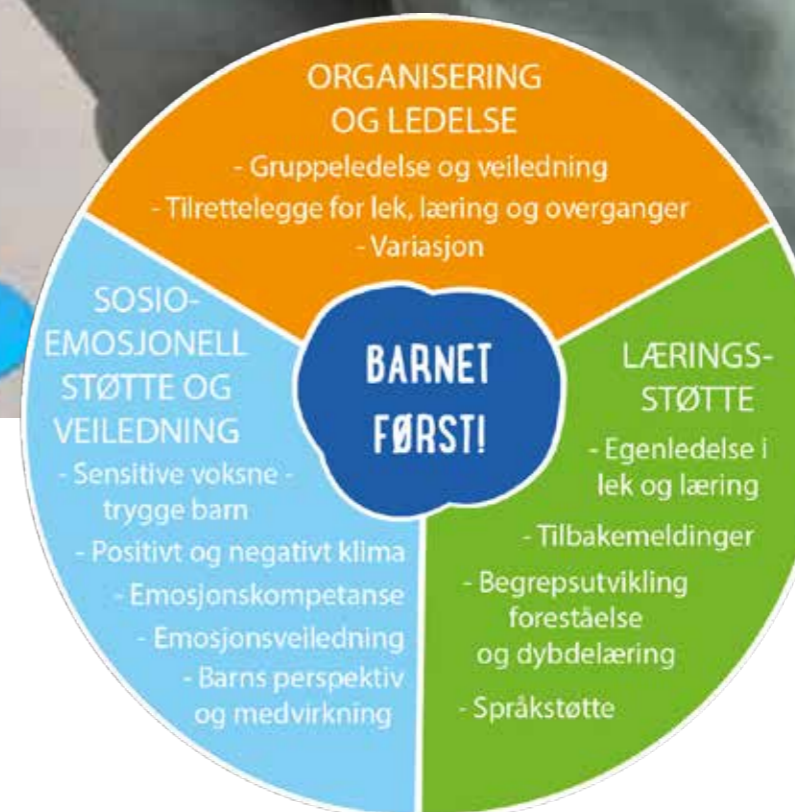 ORGANISERING
OG LEDELSE
- Gruppeledelse og veiledning
- Tilrettelegge for lek, læring og overganger
- Variasjon
SOSIO-
EMOSJONELL
STØTTE OG
VEILEDNING
- Sensitive voksne -
trygge barn
- Positivt og negativt klima
- Emosjonskompetanse
- Emosjonsveiledning
- Barns perspektiv
og medvirkning
BARNET
FØRST!
LÆRINGS-
STØTTE
- Egenledelse i
lek og læring
- Tilbakemeldinger
- Begrepsutvikling
foreståelse
og dybdelæring
- Språkstøtte